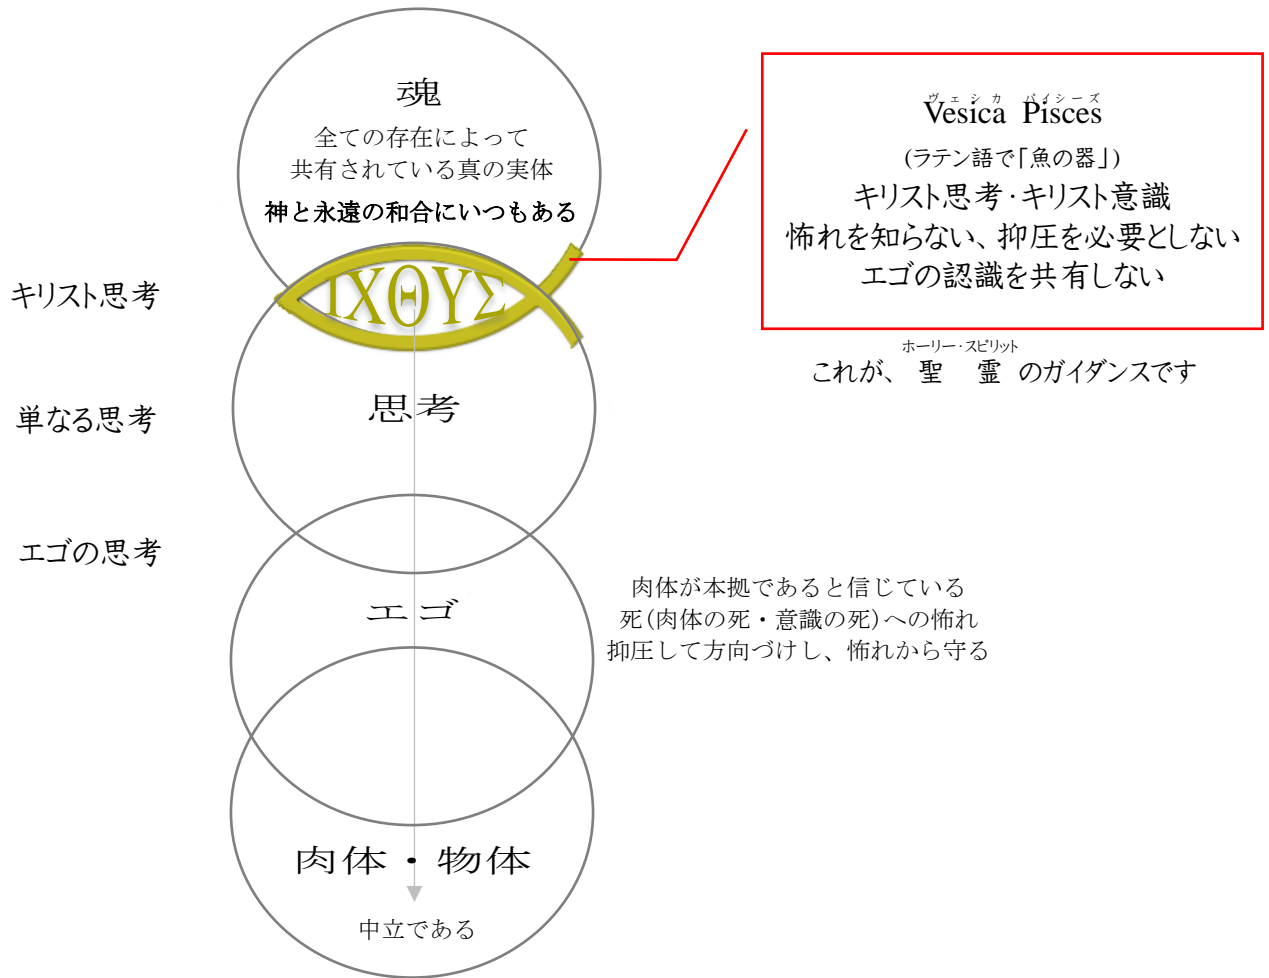 魂
全ての存在によって
共有されている真の実体
神と永遠の和合にいつもある
ΙΧΘΥΣ
キリスト思考
単なる思考
エゴの思考
思考
エゴ
肉体・物体
中立である
ヴェシカ パイシーズ
Vesica Pisces
(ラテン語で「魚の器」)
キリスト思考・キリスト意識
怖れを知らない、抑圧を必要としない
エゴの認識を共有しない
ホーリー・スピリット
これが、 聖 霊 のガイダンスです
肉体が本拠であると信じている
死(肉体の死・意識の死)への怖れ
抑圧して方向づけし、怖れから守る